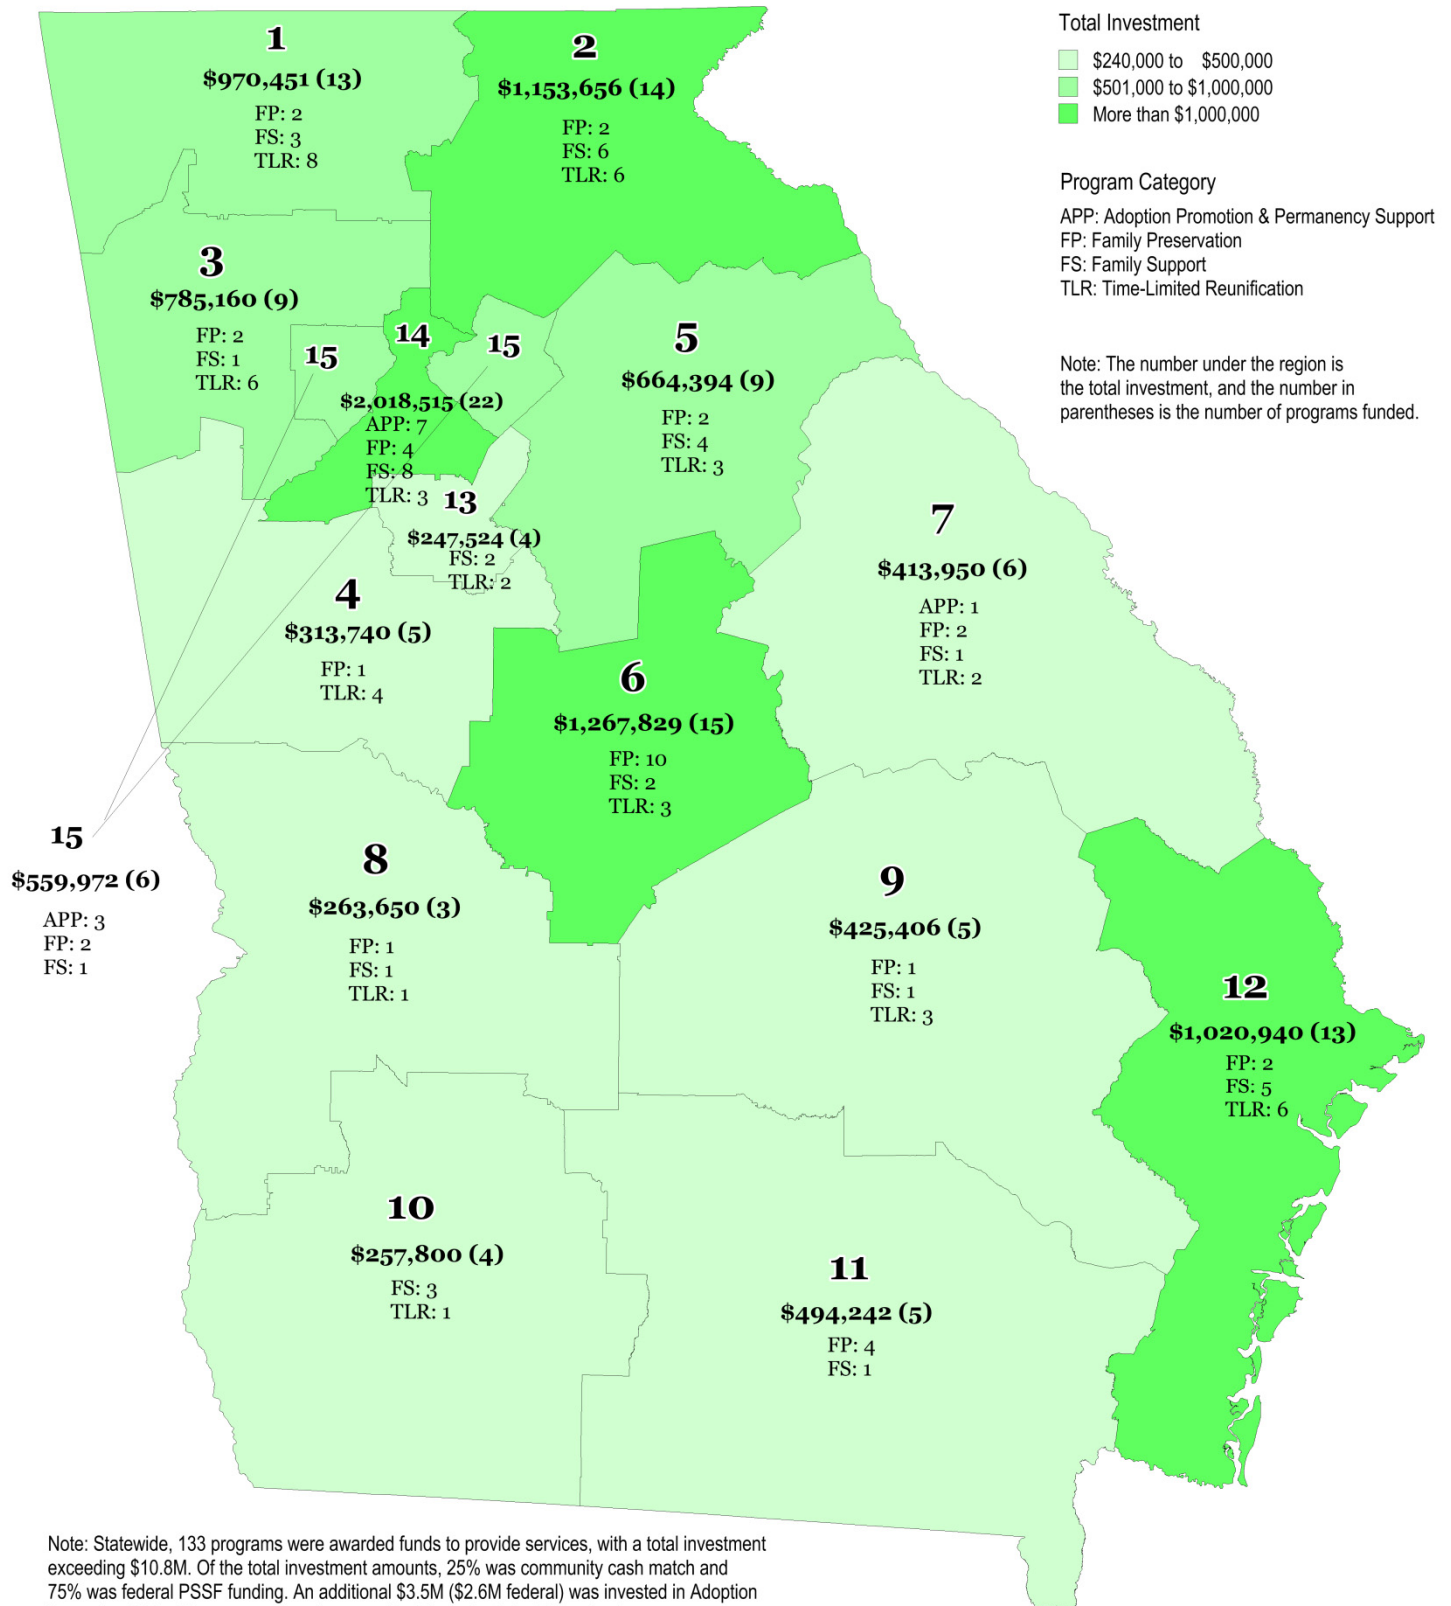 Total Investment
$240,000 to $500,000
$501,000 to $1,000,000
More than $1,000,000
Program Category
APP: Adoption Promotion & Permanency Support
FP: Family Preservation
FS: Family Support
TLR: Time-Limited Reunification
Note: The number under the region is
the total investment, and the number in
parentheses is the number of programs funded.
1
$970,451 (13)
FP: 2
FS: 3
TLR: 8
2
$1,153,656 (14)
FP: 2
FS: 6
TLR: 6
3
$785,160 (9)
FP: 2
FS: 1
TLR: 6
15
14
$2,018,515 (22)
APP: 7
FP: 4
FS: 8
TLR: 3
15
5
$664,394 (9)
FP: 2
FS: 4
TLR: 3
13
$247,524 (4)
FS: 2
TLR: 2
7
$413,950 (6)
APP: 1
FP: 2
FS: 1
TLR: 2
4
$313,740 (5)
FP: 1
TLR: 4
6
$1,267,829 (15)
FP: 10
FS: 2
TLR: 3
15
$559,972 (6)
APP: 3
FP: 2
FS: 1
8
$263,650 (3)
FP: 1
FS: 1
TLR: 1
9
$425,406 (5)
FP: 1
FS: 1
TLR: 3
12
$1,020,940 (13)
FP: 2
FS: 5
TLR: 6
10
$257,800 (4)
FS: 3
TLR: 1
11
$494,242 (5)
FP: 4
FS: 1
Note: Statewide, 133 programs were awarded funds to provide services, with a total investment
exceeding $10.8M. Of the total investment amounts, 25% was community cash match and
75% was federal PSSF funding. An additional $3.5M ($2.6M federal) was invested in Adoption